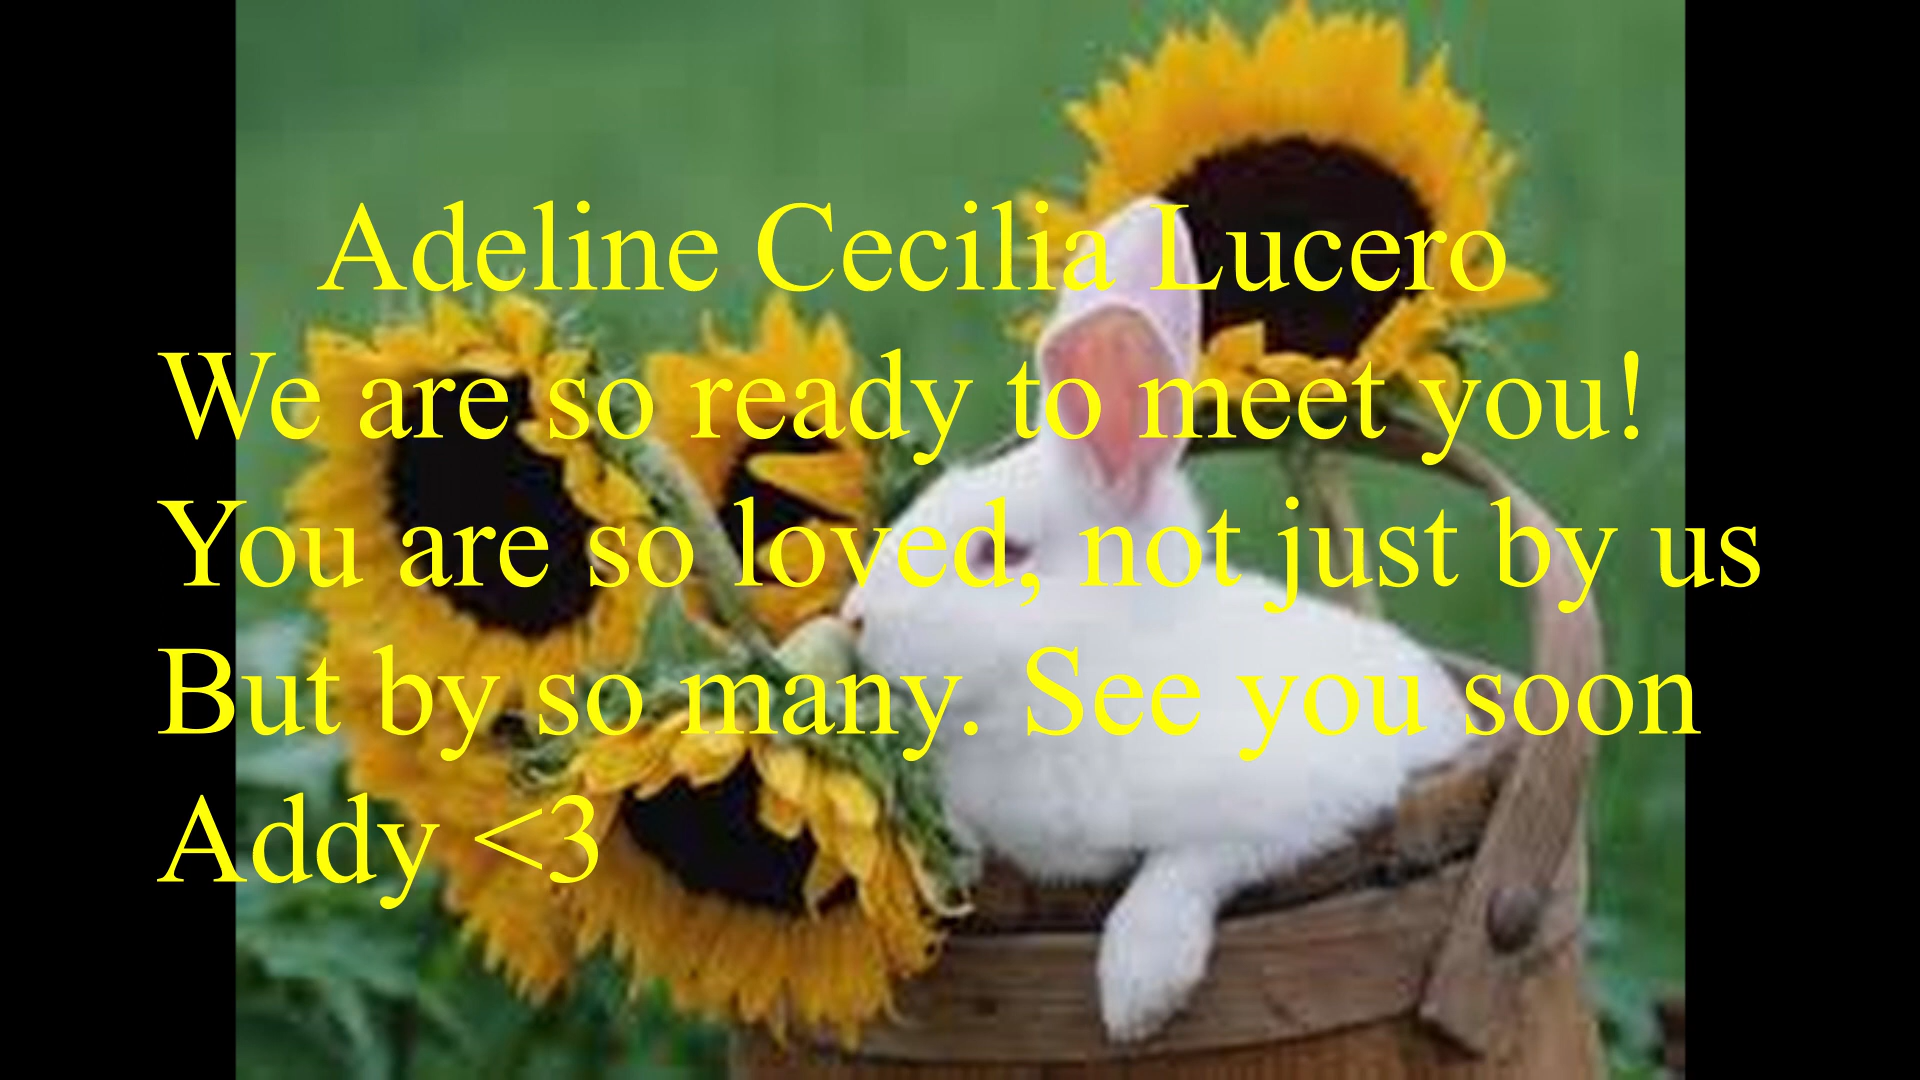 Adeline Cecilia Lucero
We are so ready to meet you!
You are so loved, not just by us
But by so many. See you soon
Addy <3